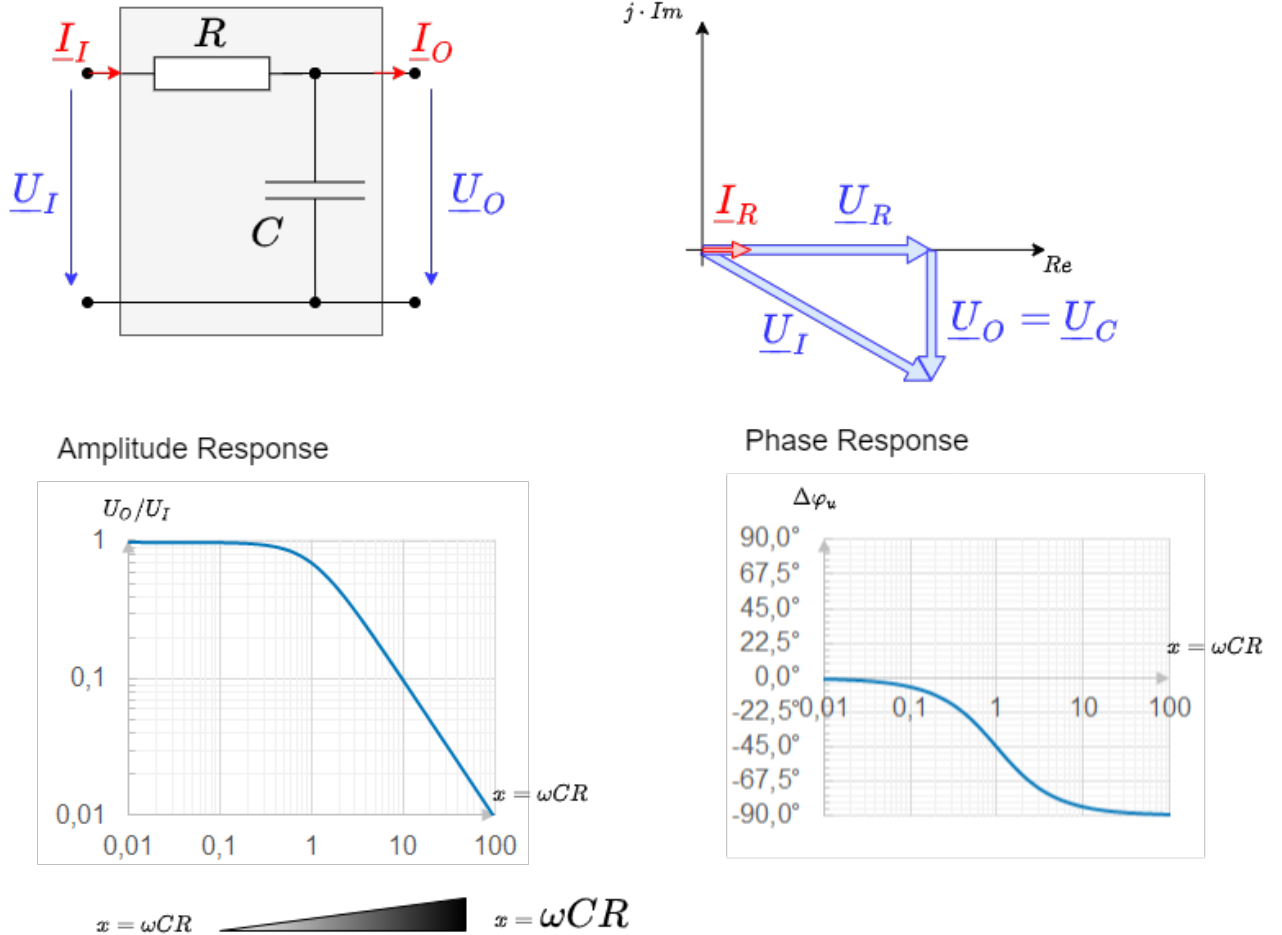 I_I
R
I_O
U_I
C
U_O
j · Im
I_R
U_R
Re
U_I
U_O = U_C
Amplitude Response
U_O/U_I
1
0,1
0,01
x = ωCR
0,01 0,1 1 10 100
Phase Response
Δφ_u
90,0°
67,5°
45,0°
22,5°
x = ωCR
0,0°
-22,5° 0,01 0,1 1 10 100
-45,0°
-67,5°
-90,0°
x = ωCR x = ωCR